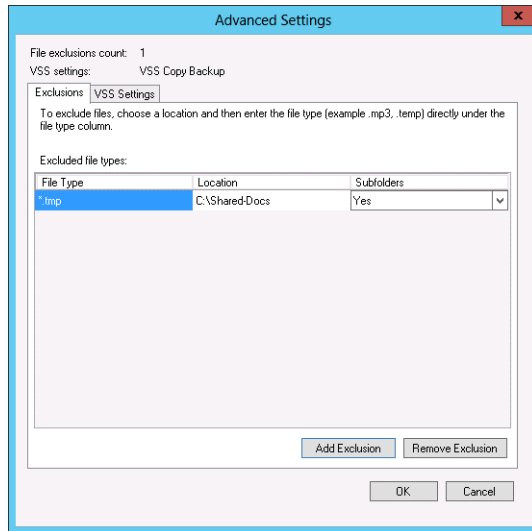 Advanced Settings
x
File exclusions count: 1
VSS settings: VSS Copy Backup
Exclusions VSS Settings
To exclude files, choose a location and then enter the file type (example .mp3, .temp) directly under the
file type column.
Excluded file types:
File Type Location Subfolders
*.tmp C:\Shared-Docs Yes
Add Exclusion Remove Exclusion
OK Cancel